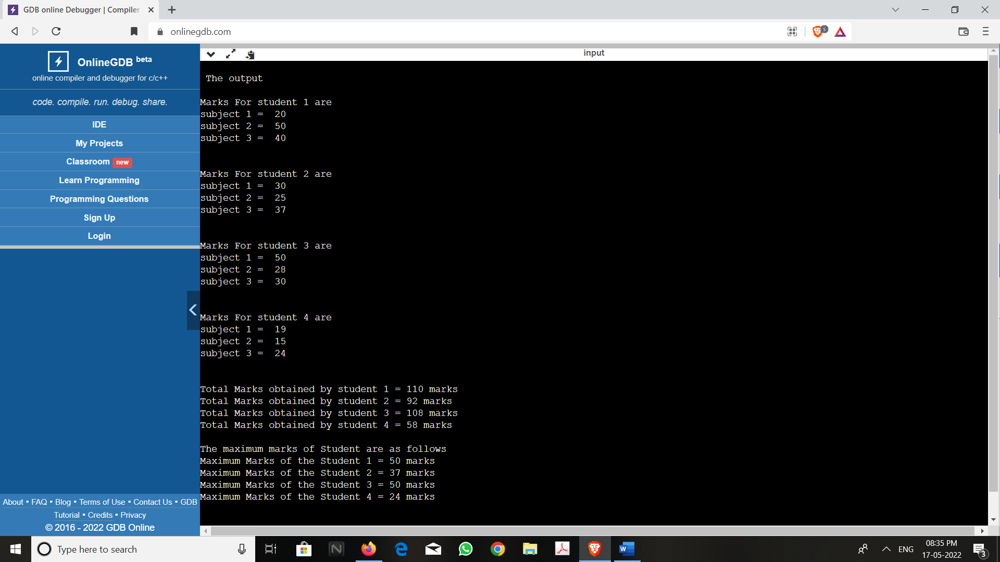 GDB online Debugger | Compiler
onlinegdb.com
5
OnlineGDB beta
online compiler and debugger for c/c++
code. compile. run. debug. share.
IDE
My Projects
Classroom new
Learn Programming
Programming Questions
Sign Up
Login
About • FAQ • Blog • Terms of Use • Contact Us • GDB
Tutorial • Credits • Privacy
© 2016 - 2022 GDB Online
input
The output
Marks For student 1 are
subject 1 =  20
subject 2 =  50
subject 3 =  40
Marks For student 2 are
subject 1 =  30
subject 2 =  25
subject 3 =  37
Marks For student 3 are
subject 1 =  50
subject 2 =  28
subject 3 =  30
Marks For student 4 are
subject 1 =  19
subject 2 =  15
subject 3 =  24
Total Marks obtained by student 1 = 110 marks
Total Marks obtained by student 2 = 92 marks
Total Marks obtained by student 3 = 108 marks
Total Marks obtained by student 4 = 58 marks
The maximum marks of Student are as follows
Maximum Marks of the Student 1 = 50 marks
Maximum Marks of the Student 2 = 37 marks
Maximum Marks of the Student 3 = 50 marks
Maximum Marks of the Student 4 = 24 marks
Type here to search
ENG
08:35 PM
17-05-2022
3